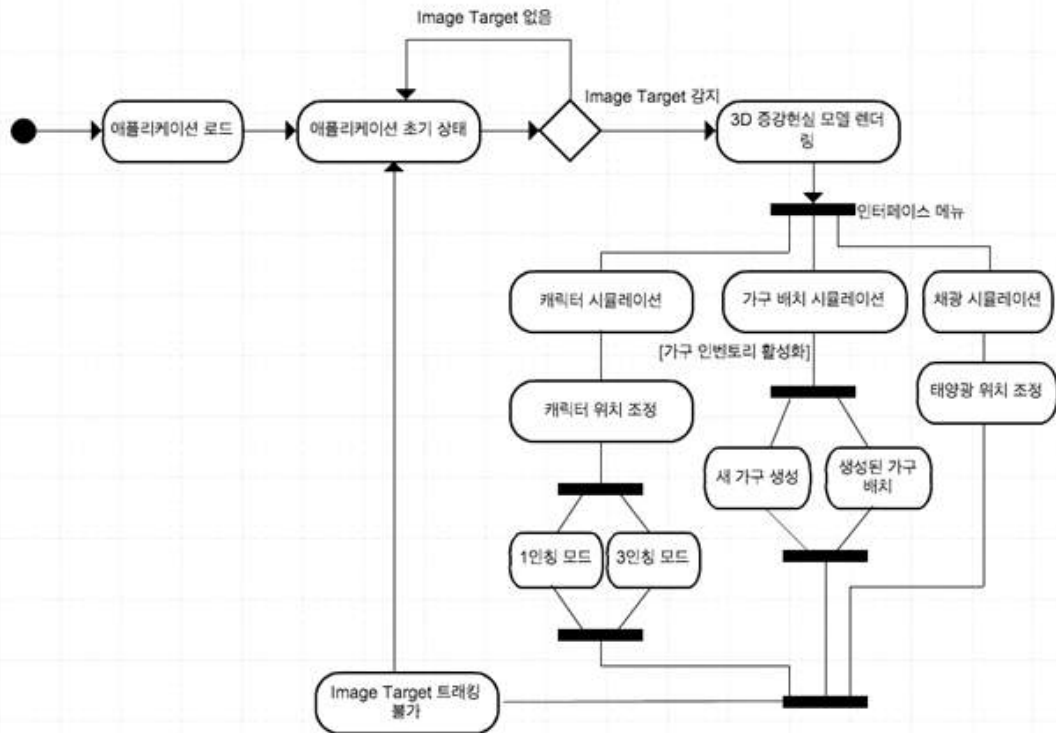 Image Target 없음
Image Target 감지
애플리케이션 로드
애플리케이션 초기 상태
3D 증강현실 모델 렌더
링
인터페이스 메뉴
캐릭터 시뮬레이션
가구 배치 시뮬레이션
채광 시뮬레이션
[가구 인벤토리 활성화]
캐릭터 위치 조정
태양광 위치 조정
새 가구 생성
생성된 가구
배치
1인칭 모드
3인칭 모드
Image Target 트래킹
불가